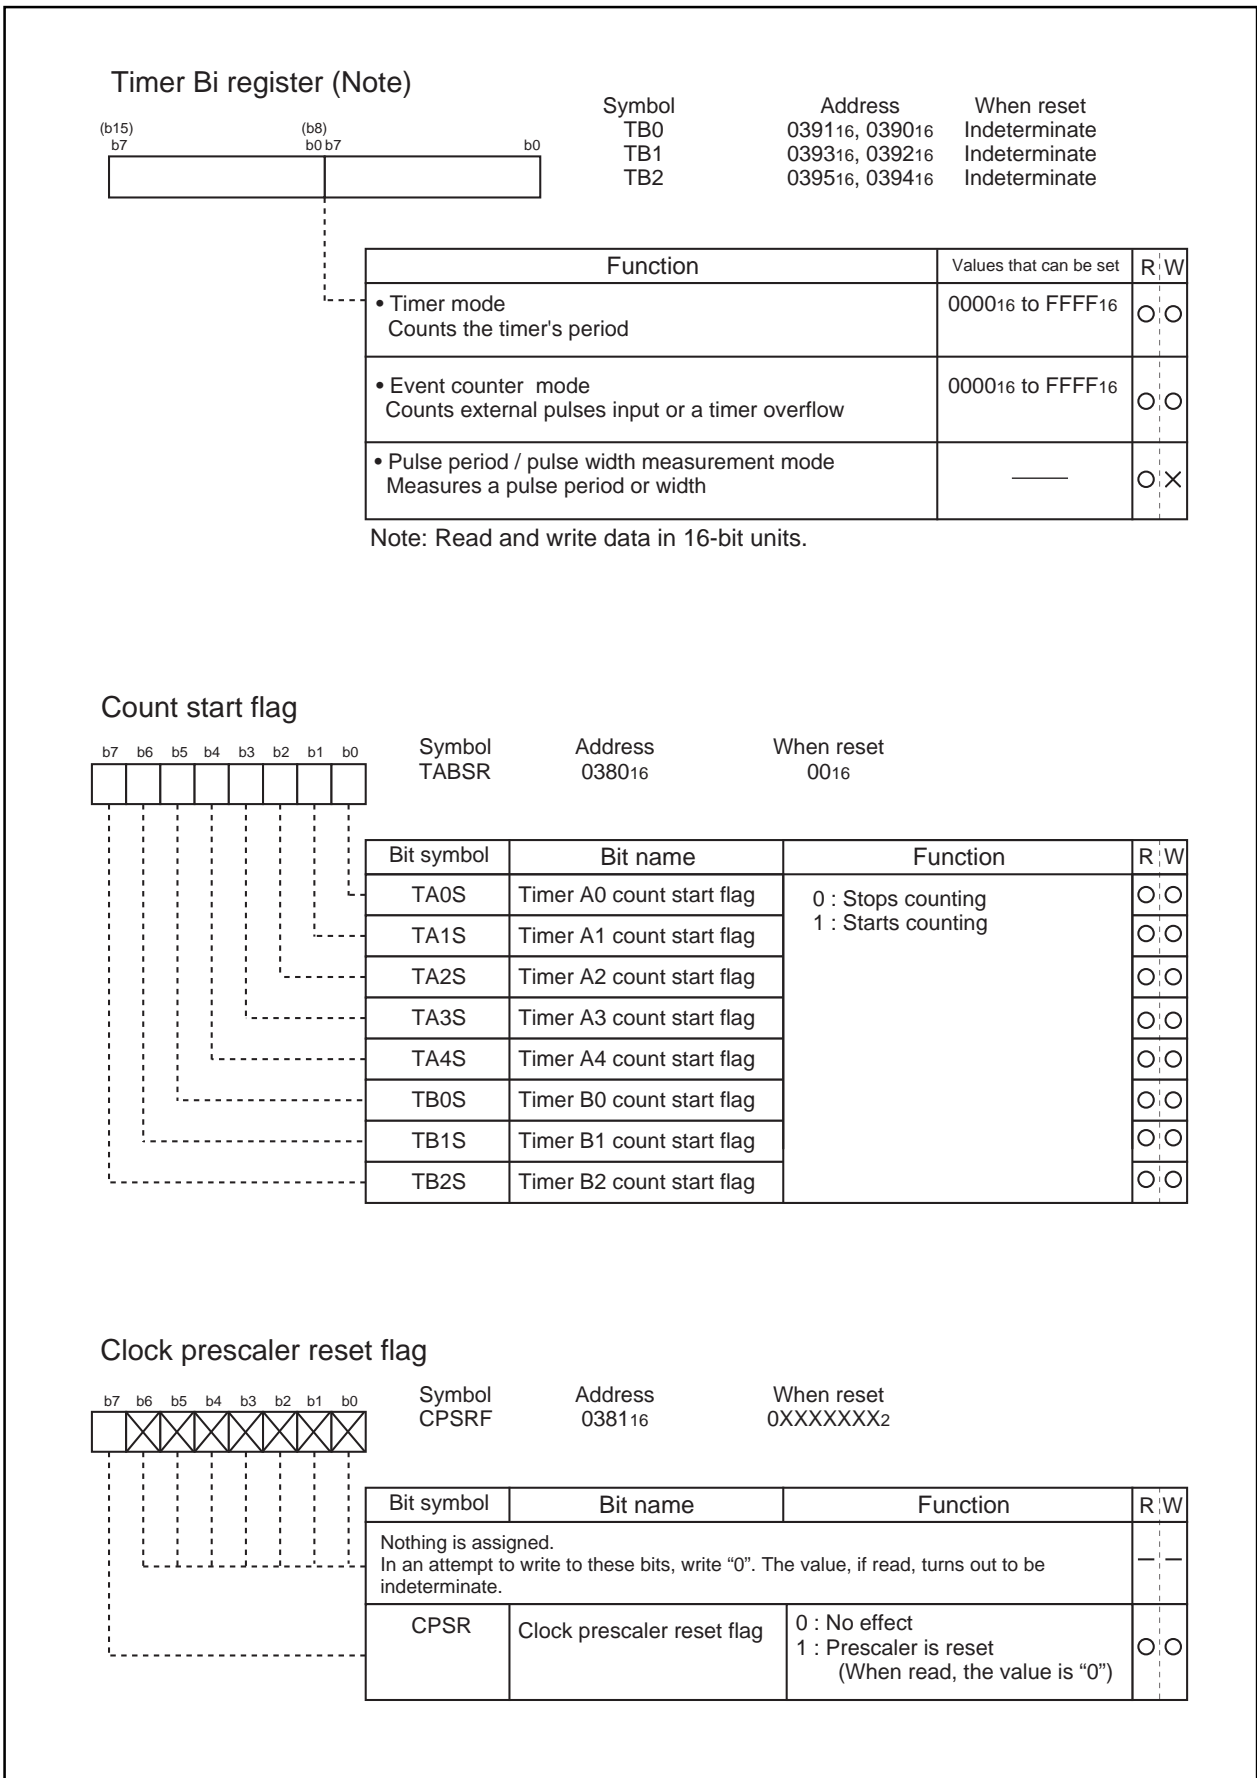 Timer Bi register (Note)
Symbol Address When reset
TB0 039116, 039016 Indeterminate
TB1 039316, 039216 Indeterminate
TB2 039516, 039416 Indeterminate
(b15) (b8)
b7 b0 b7 b0
Function Values that can be set R W
• Timer mode 000016 to FFFF16
Counts the timer's period
• Event counter mode 000016 to FFFF16
Counts external pulses input or a timer overflow
• Pulse period / pulse width measurement mode
Measures a pulse period or width
Note: Read and write data in 16-bit units.
Count start flag
b7 b6 b5 b4 b3 b2 b1 b0
Symbol Address When reset
TABSR 038016 0016
Bit symbol Bit name Function R W
TA0S Timer A0 count start flag 0 : Stops counting
1 : Starts counting
TA1S Timer A1 count start flag
TA2S Timer A2 count start flag
TA3S Timer A3 count start flag
TA4S Timer A4 count start flag
TB0S Timer B0 count start flag
TB1S Timer B1 count start flag
TB2S Timer B2 count start flag
Clock prescaler reset flag
b7 b6 b5 b4 b3 b2 b1 b0
Symbol Address When reset
CPSRF 038116 0XXXXXXX2
Bit symbol Bit name Function R W
Nothing is assigned.
In an attempt to write to these bits, write “0”. The value, if read, turns out to be
indeterminate.
CPSR Clock prescaler reset flag 0 : No effect
1 : Prescaler is reset
(When read, the value is “0”)